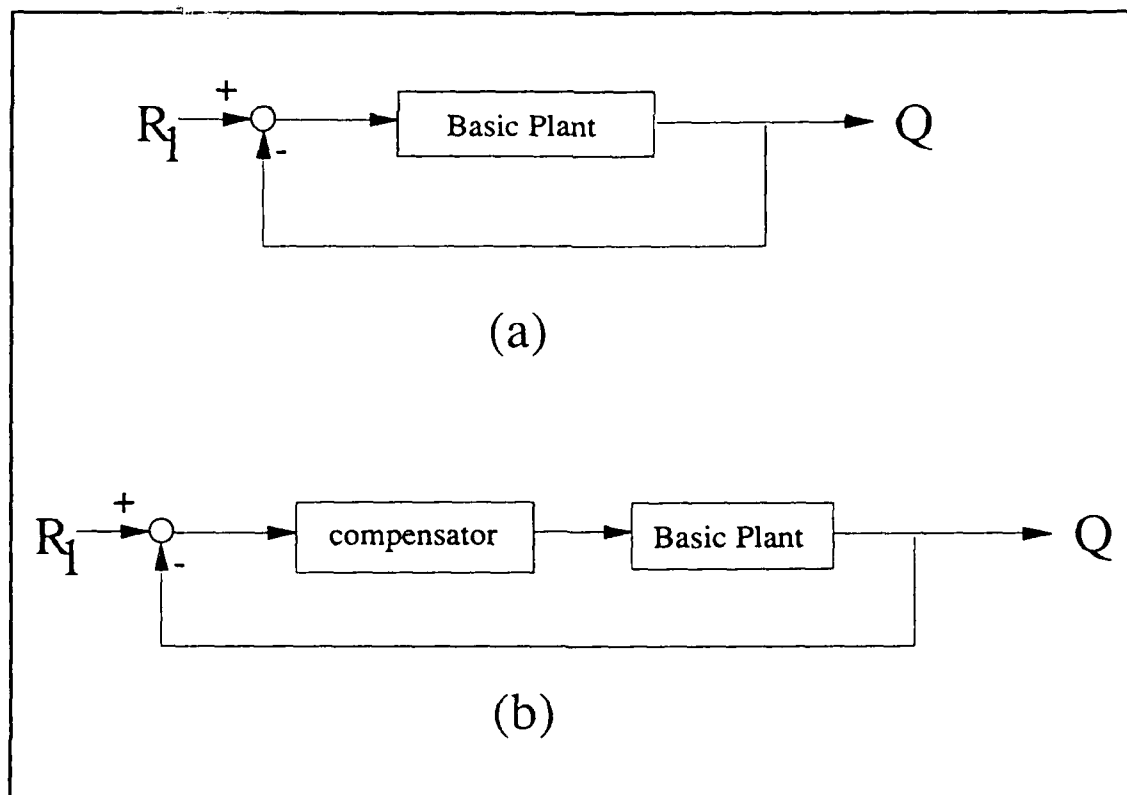 +
R1
-
Basic Plant
Q
(a)
+
R1
-
compensator
Basic Plant
Q
(b)